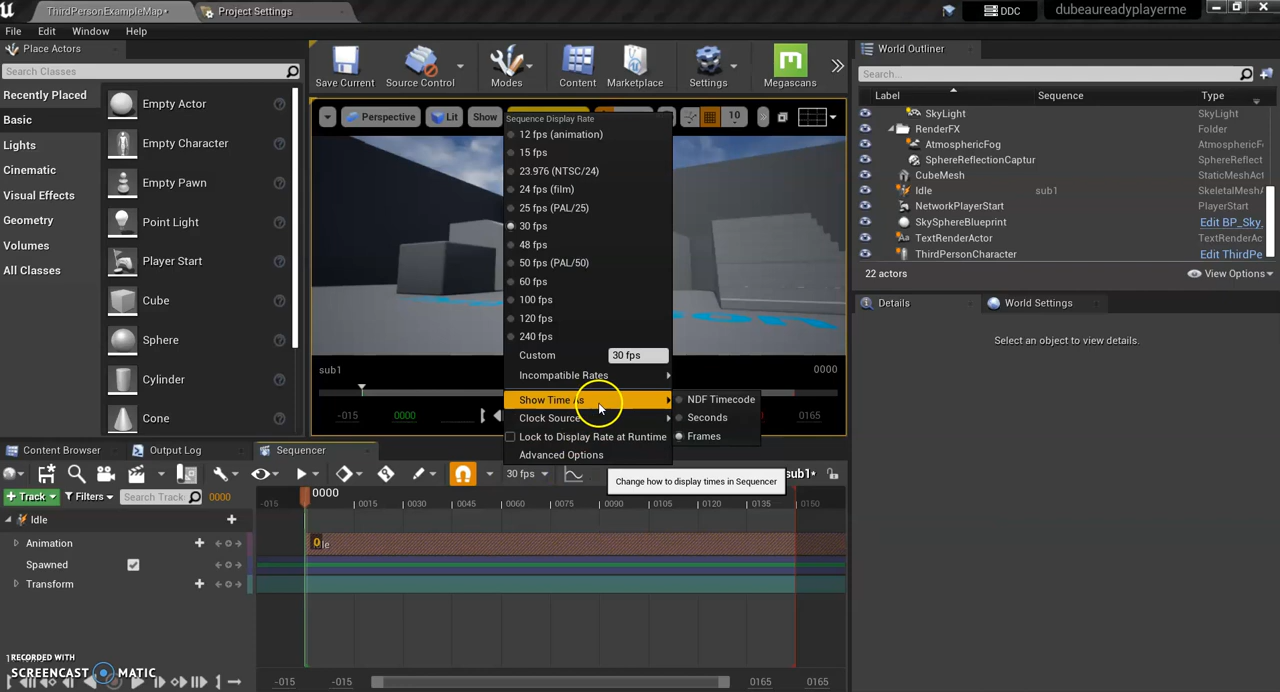 ThirdPersonExampleMap*
Project Settings
DDC
dubeaureadyplayerme
File Edit Window Help
Place Actors
Search Classes
Recently Placed
Basic
Lights
Cinematic
Visual Effects
Geometry
Volumes
All Classes
Empty Actor
Empty Character
Empty Pawn
Point Light
Player Start
Cube
Sphere
Cylinder
Cone
Save Current
Source Control
Modes
Content
Marketplace
Settings
Megascans
Perspective
Lit
Show
10
Sequence Display Rate
12 fps (animation)
15 fps
23.976 (NTSC/24)
24 fps (film)
25 fps (PAL/25)
30 fps
48 fps
50 fps (PAL/50)
60 fps
100 fps
120 fps
240 fps
Custom 30 fps
Incompatible Rates
Show Time As
Clock Source
Lock to Display Rate at Runtime
Advanced Options
NDF Timecode
Seconds
Frames
Change how to display times in Sequencer
sub1
0000
-015 0000 0165
World Outliner
Search...
Label Sequence Type
SkyLight SkyLight
RenderFX Folder
AtmosphericFog AtmosphericFog
SphereReflectionCaptur SphereReflect
CubeMesh StaticMeshAct
Idle sub1 SkeletalMeshA
NetworkPlayerStart PlayerStart
SkySphereBlueprint Edit BP_Sky_
TextRenderActor TextRenderAct
ThirdPersonCharacter Edit ThirdPe
22 actors
View Options
Details
World Settings
Select an object to view details.
Content Browser
Output Log
Sequencer
30 fps
sub1*
Track
Filters
Search Track
0000
0000
-015 0015 0030 0045 0060 0075 0090 0105 0120 0135 0150
Idle
Animation
Spawned
Transform
0
RECORDED WITH
SCREENCAST MATIC
-015 -015 0165 0165